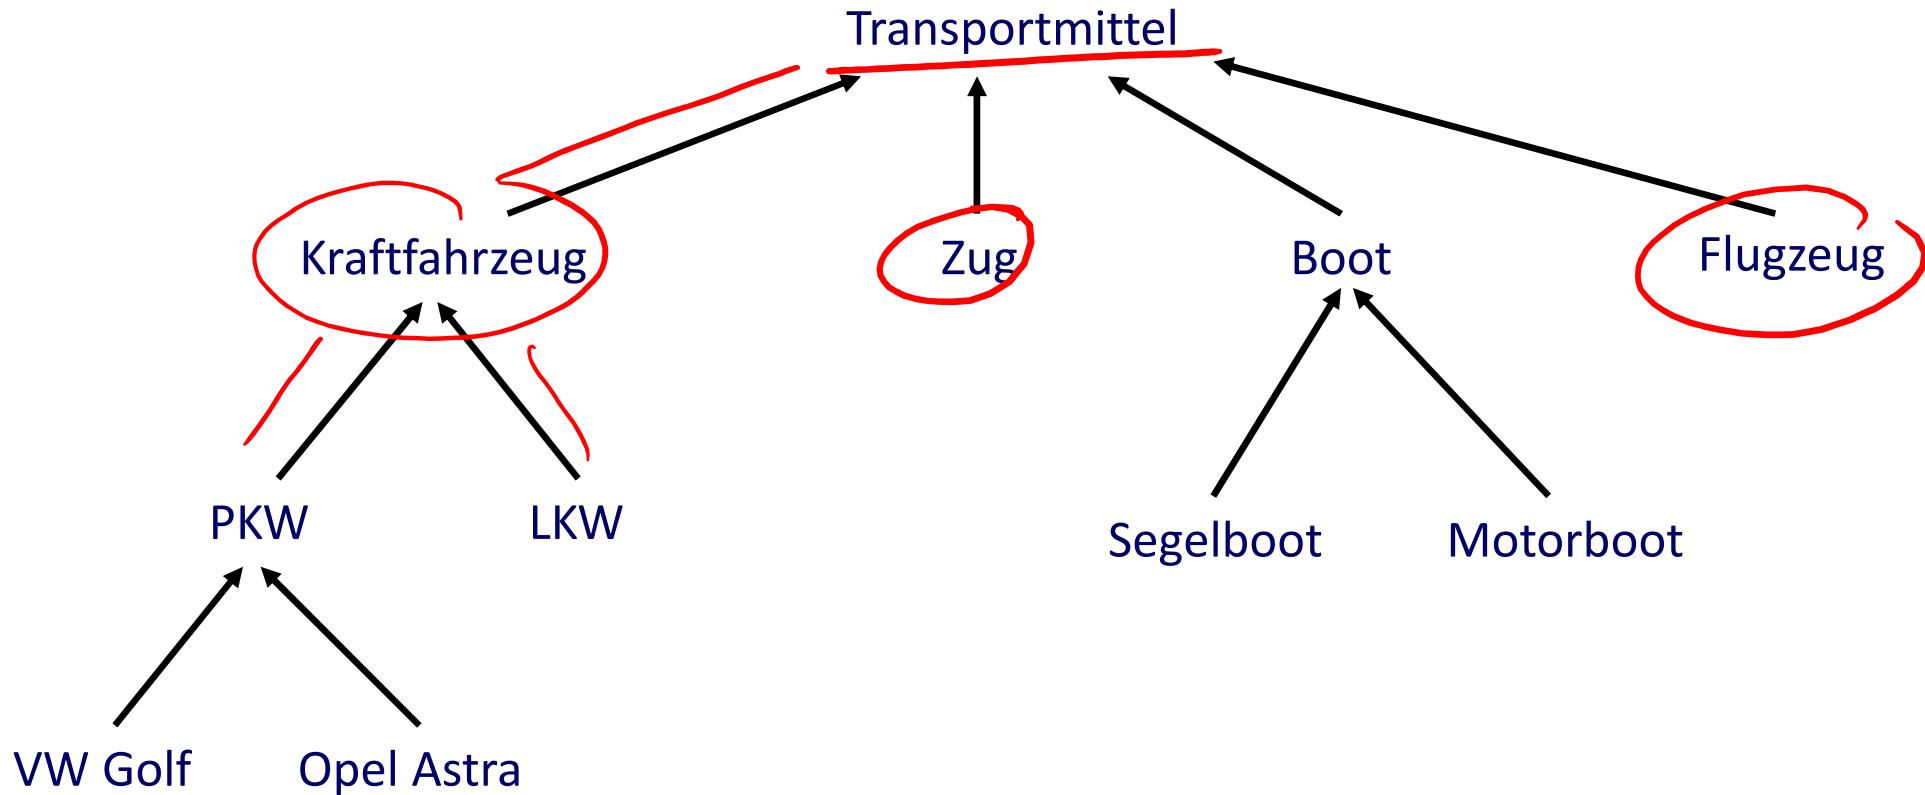 Transportmittel
Kraftfahrzeug
Zug
Boot
Flugzeug
PKW
LKW
Segelboot
Motorboot
VW Golf
Opel Astra